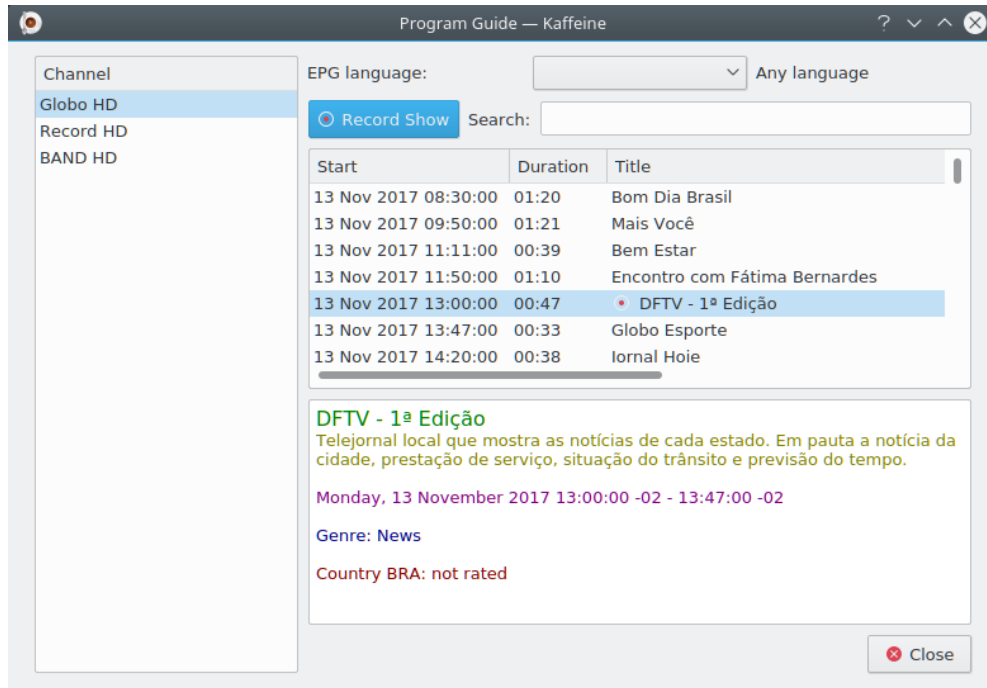 Program Guide — Kaffeine
Channel
Globo HD
Record HD
BAND HD
EPG language:
Any language
Record Show
Search:
Start Duration Title
13 Nov 2017 08:30:00 01:20 Bom Dia Brasil
13 Nov 2017 09:50:00 01:21 Mais Você
13 Nov 2017 11:11:00 00:39 Bem Estar
13 Nov 2017 11:50:00 01:10 Encontro com Fátima Bernardes
13 Nov 2017 13:00:00 00:47 DFTV - 1ª Edição
13 Nov 2017 13:47:00 00:33 Globo Esporte
13 Nov 2017 14:20:00 00:38 Jornal Hoje
DFTV - 1ª Edição
Telejornal local que mostra as notícias de cada estado. Em pauta a notícia da
cidade, prestação de serviço, situação do trânsito e previsão do tempo.
Monday, 13 November 2017 13:00:00 -02 - 13:47:00 -02
Genre: News
Country BRA: not rated
Close